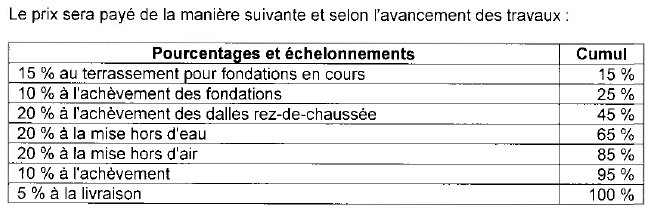 Le prix sera payé de la manière suivante et selon l'avancement des travaux :
Pourcentages et échelonnements Cumul
15 % au terrassement pour fondations en cours 15 %
10 % à l'achèvement des fondations 25 %
20 % à l'achèvement des dalles rez-de-chaussée 45 %
20 % à la mise hors d'eau 65 %
20 % à la mise hors d'air 85 %
10 % à l'achèvement 95 %
5 % à la livraison 100 %